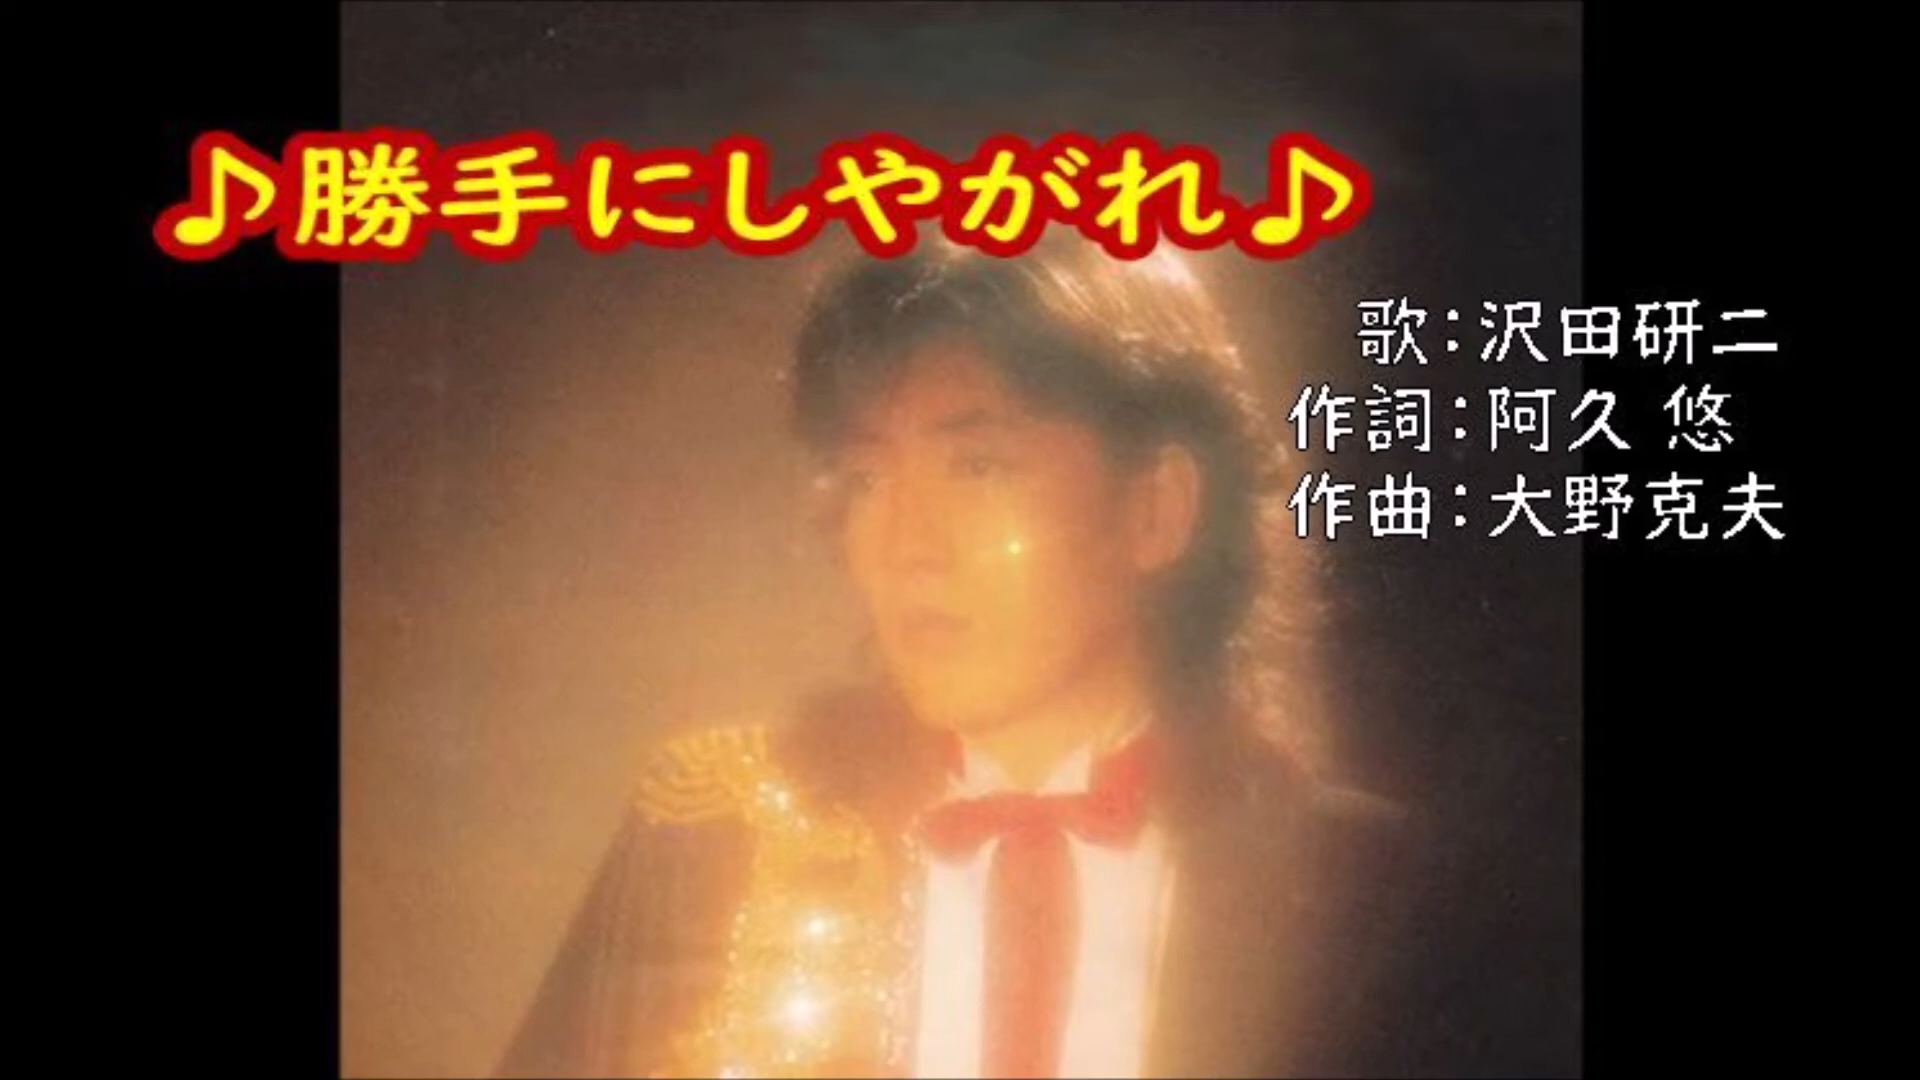 ♪勝手にしやがれ♪
歌:沢田研二
作詞:阿久 悠
作曲:大野克夫